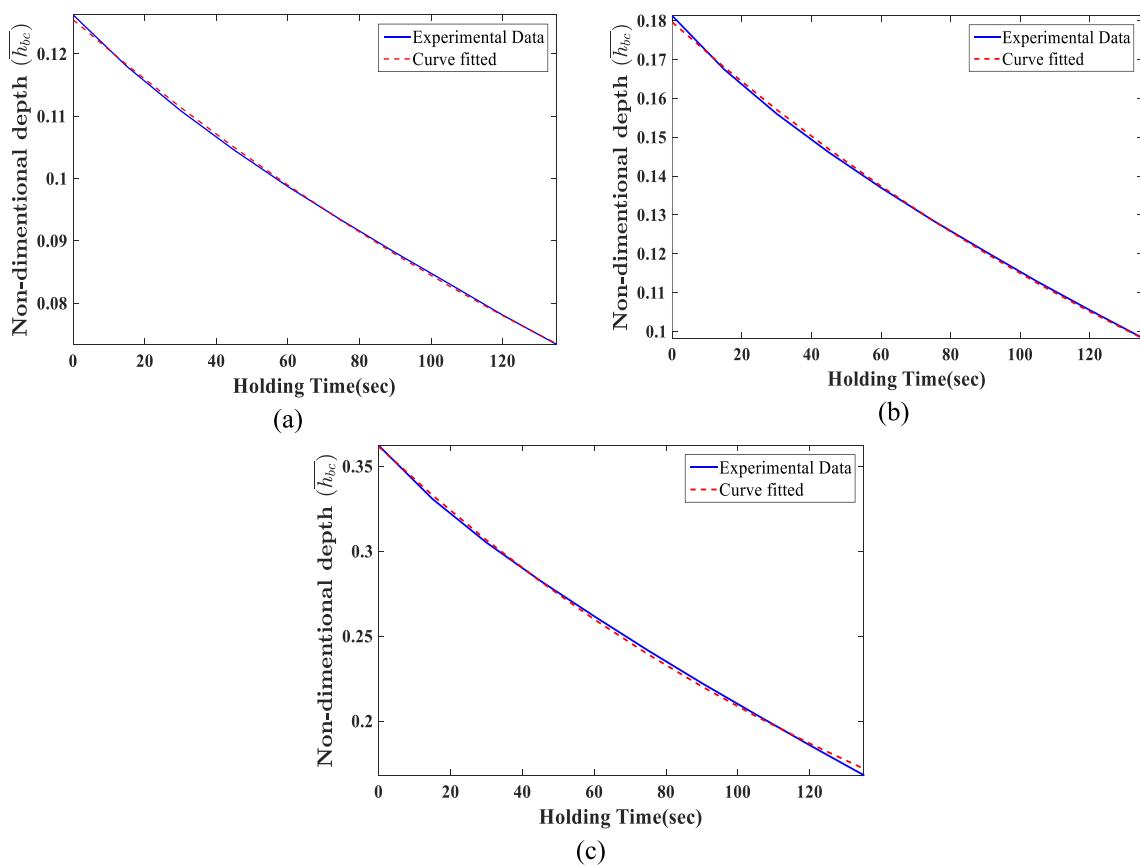 Non-dimentional depth (h_bc)
0.12
0.11
0.1
0.09
0.08
Experimental Data
Curve fitted
0 20 40 60 80 100 120
Holding Time(sec)
(a)
Non-dimentional depth (h_bc)
0.18
0.17
0.16
0.15
0.14
0.13
0.12
0.11
0.1
Experimental Data
Curve fitted
0 20 40 60 80 100 120
Holding Time(sec)
(b)
Non-dimentional depth (h_bc)
0.35
0.3
0.25
0.2
Experimental Data
Curve fitted
0 20 40 60 80 100 120
Holding Time(sec)
(c)